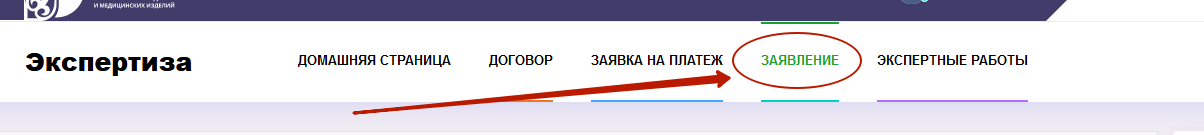 И МЕДИЦИНСКИХ ИЗДЕЛИЙ
Экспертиза ДОМАШНЯЯ СТРАНИЦА ДОГОВОР ЗАЯВКА НА ПЛАТЕЖ ЗАЯВЛЕНИЕ ЭКСПЕРТНЫЕ РАБОТЫ